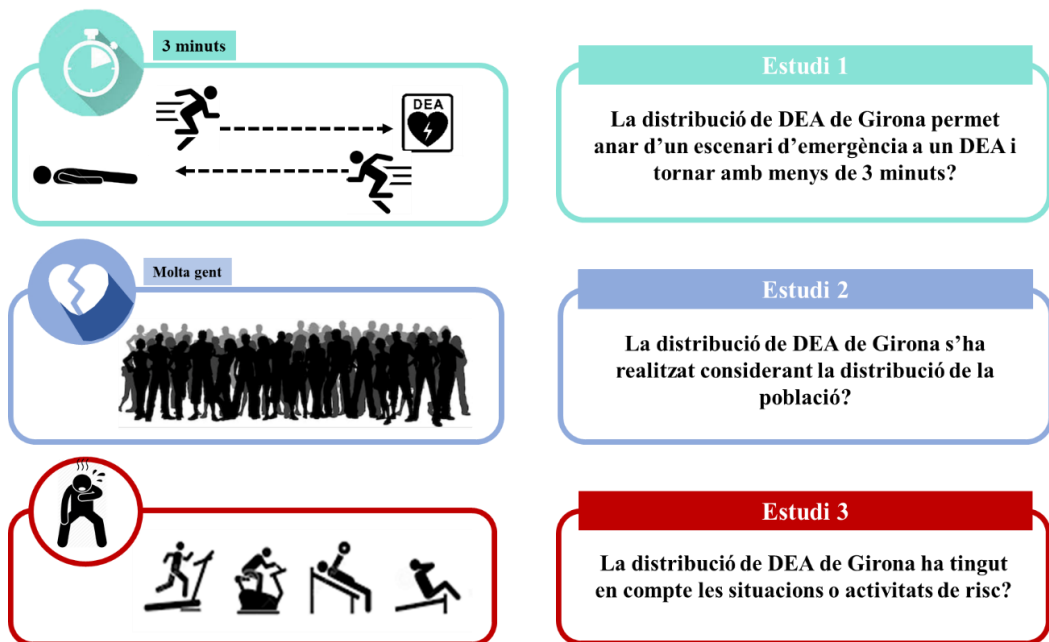 3 minuts
DEA
Estudi 1
La distribució de DEA de Girona permet
anar d’un escenari d’emergència a un DEA i
tornar amb menys de 3 minuts?
Molta gent
Estudi 2
La distribució de DEA de Girona s’ha
realitzat considerant la distribució de la
població?
Estudi 3
La distribució de DEA de Girona ha tingut
en compte les situacions o activitats de risc?